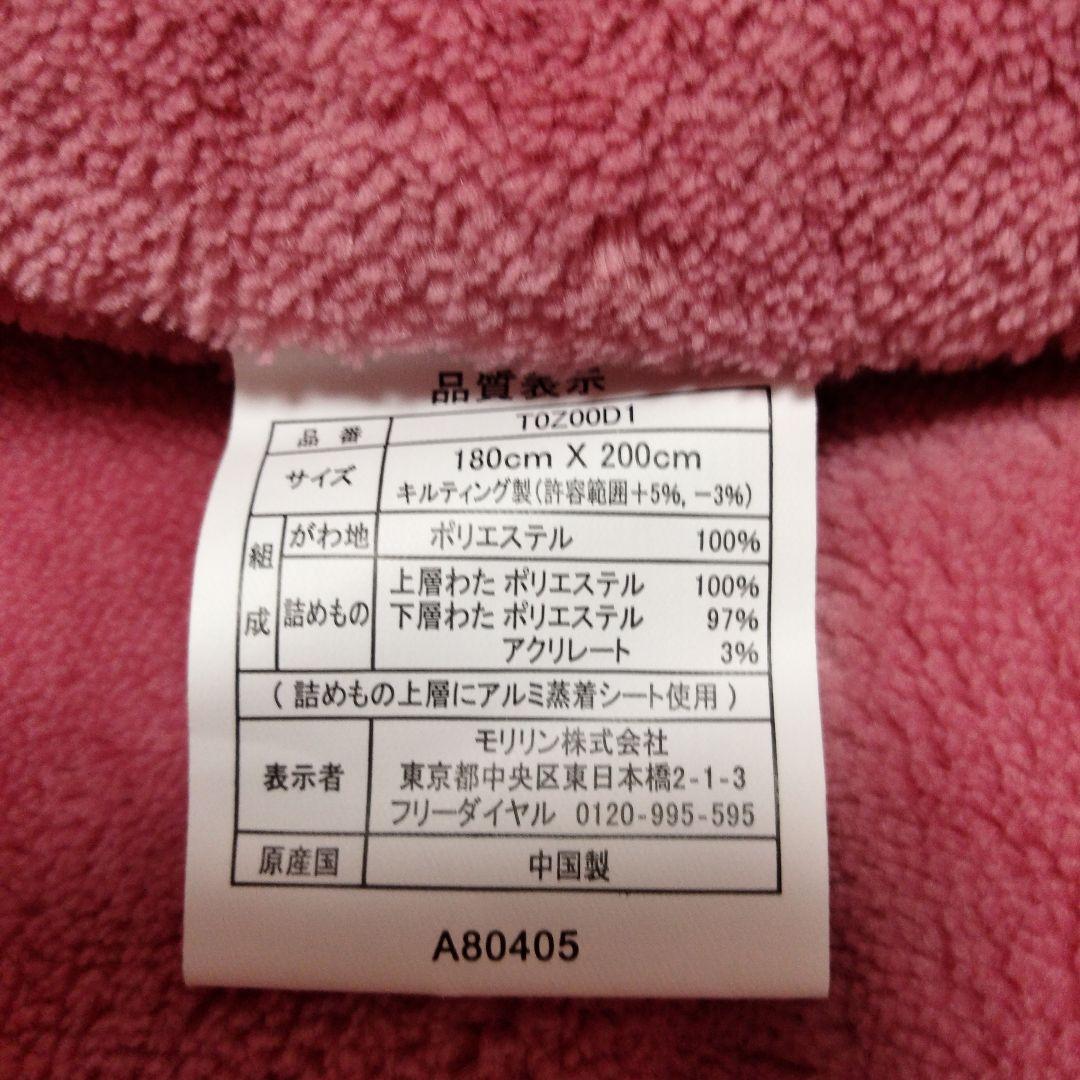 品質表示
品番 T0Z00D1
サイズ 180cm X 200cm
キルティング製(許容範囲+5%, -3%)
組成 がわ地 ポリエステル 100%
詰めもの 上層わた ポリエステル 100%
下層わた ポリエステル 97%
アクリレート 3%
( 詰めもの上層にアルミ蒸着シート使用 )
表示者 モリリン株式会社
東京都中央区東日本橋2-1-3
フリーダイヤル 0120-995-595
原産国 中国製
A80405